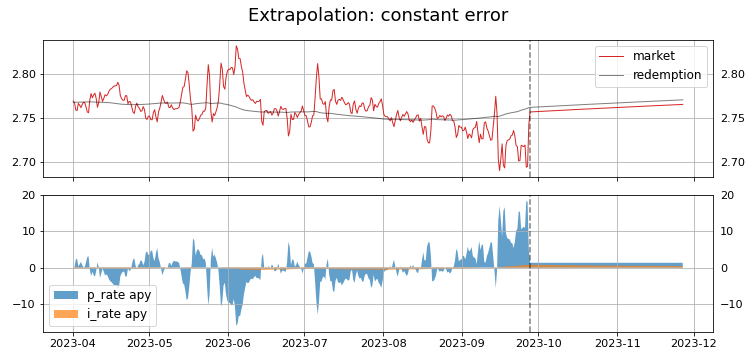 Extrapolation: constant error
market
redemption
2.80 2.80
2.75 2.75
2.70 2.70
20 20
10 10
0 0
−10 −10
p_rate apy
i_rate apy
2023-04 2023-05 2023-06 2023-07 2023-08 2023-09 2023-10 2023-11 2023-12